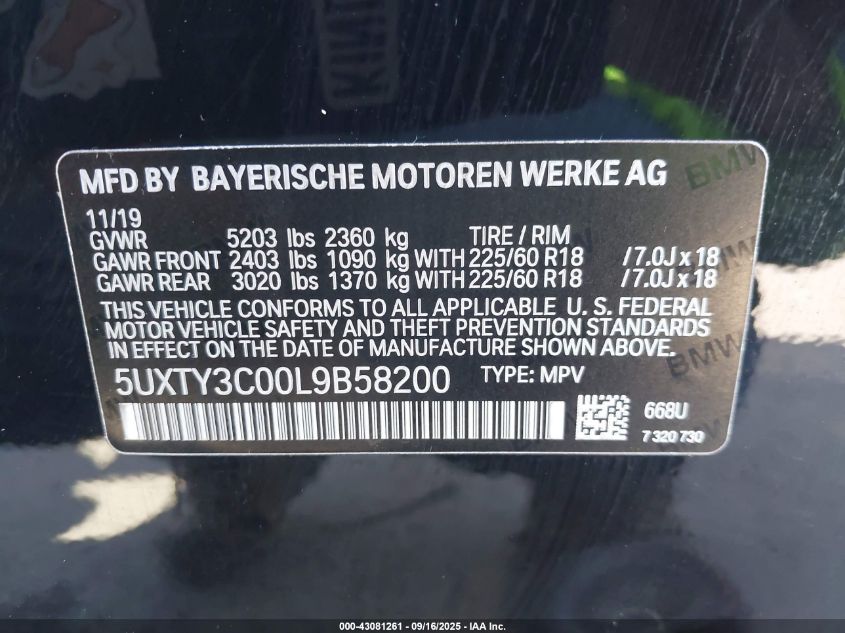 MFD BY BAYERISCHE MOTOREN WERKE AG
11/19
GVWR 5203 lbs 2360 kg TIRE / RIM
GAWR FRONT 2403 lbs 1090 kg WITH 225/60 R18 / 7.0J x 18
GAWR REAR 3020 lbs 1370 kg WITH 225/60 R18 / 7.0J x 18
THIS VEHICLE CONFORMS TO ALL APPLICABLE U. S. FEDERAL
MOTOR VEHICLE SAFETY AND THEFT PREVENTION STANDARDS
IN EFFECT ON THE DATE OF MANUFACTURE SHOWN ABOVE.
5UXTY3C00L9B58200 TYPE: MPV
668U
7 320 730
BMW
BMW
BMW
000-43081261 - 09/16/2025 - IAA Inc.